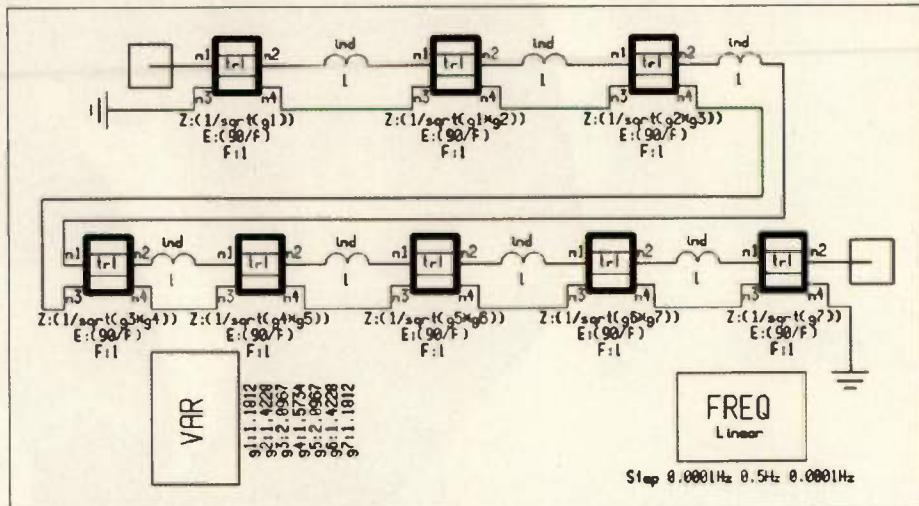 ind ind ind
n1 n2 n1 n2 n1 n2
trl trl trl
l l l
n3 n4 n3 n4 n3 n4
Z:(1/sqrt(g1)) Z:(1/sqrt(g1*g2)) Z:(1/sqrt(g2*g3))
E:(90/F) E:(90/F) E:(90/F)
F:1 F:1 F:1
ind ind ind ind
n1 n2 n1 n2 n1 n2 n1 n2 n1 n2
trl trl trl trl trl
l l l l
n3 n4 n3 n4 n3 n4 n3 n4 n3 n4
Z:(1/sqrt(g3*g4)) Z:(1/sqrt(g4*g5)) Z:(1/sqrt(g5*g6)) Z:(1/sqrt(g6*g7)) Z:(1/sqrt(g7))
E:(90/F) E:(90/F) E:(90/F) E:(90/F) E:(90/F)
F:1 F:1 F:1 F:1 F:1
VAR
g1:1.1812
g2:1.4228
g3:2.0967
g4:1.5734
g5:2.0967
g6:1.4228
g7:1.1812
FREQ
Linear
Step 0.0001Hz 0.5Hz 0.0001Hz